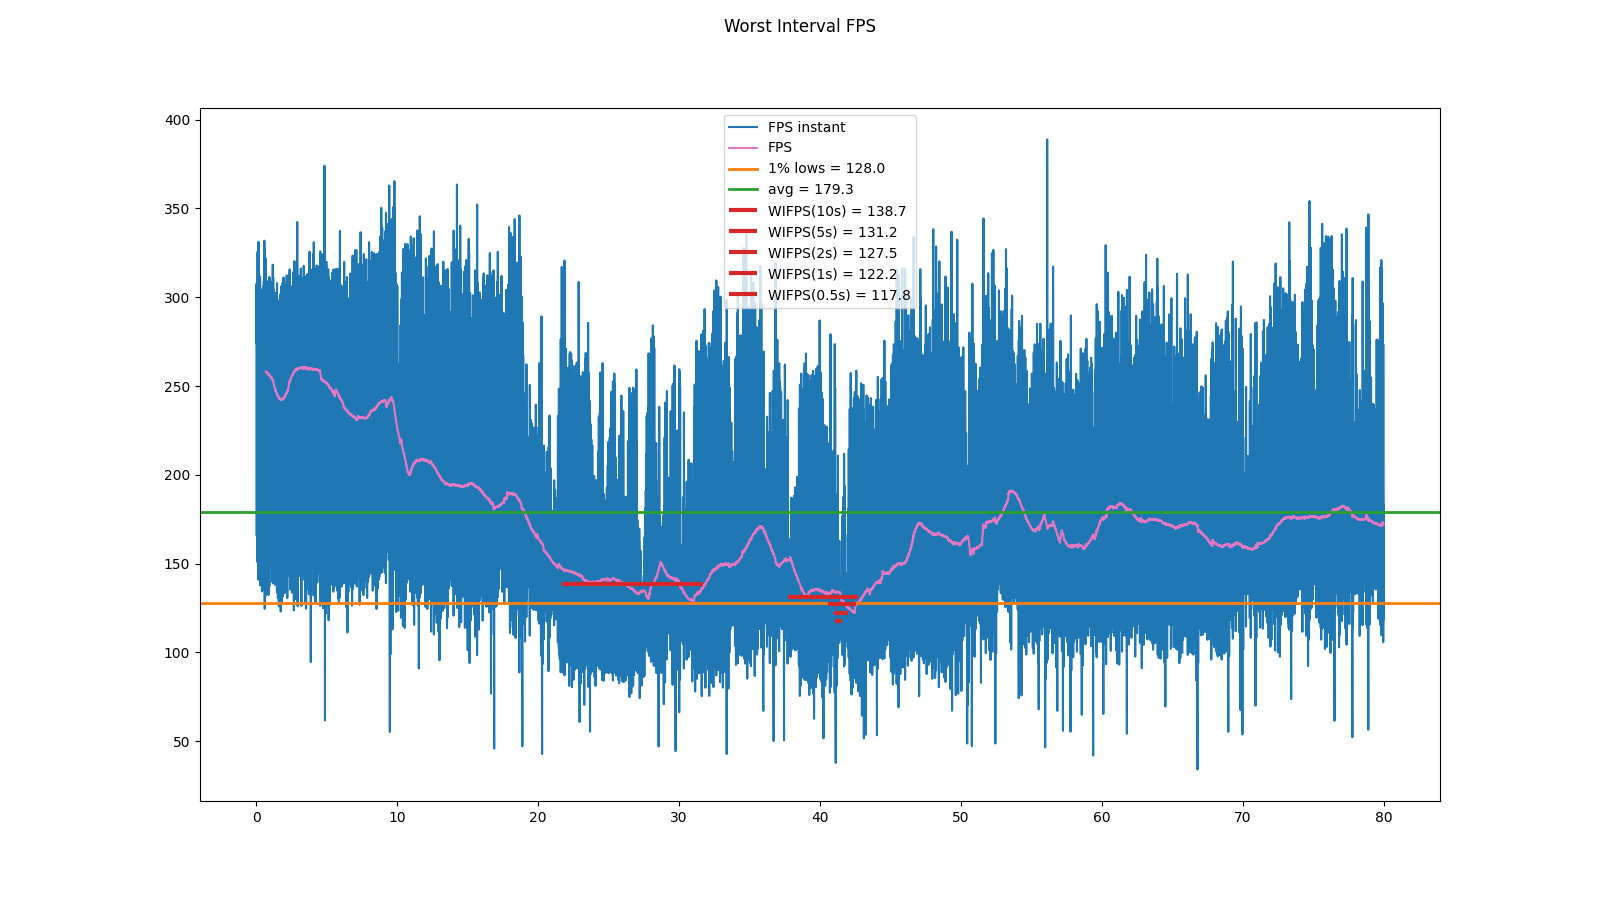 Worst Interval FPS
400
350
300
250
200
150
100
50
FPS instant
FPS
1% lows = 128.0
avg = 179.3
WIFPS(10s) = 138.7
WIFPS(5s) = 131.2
WIFPS(2s) = 127.5
WIFPS(1s) = 122.2
WIFPS(0.5s) = 117.8
0 10 20 30 40 50 60 70 80